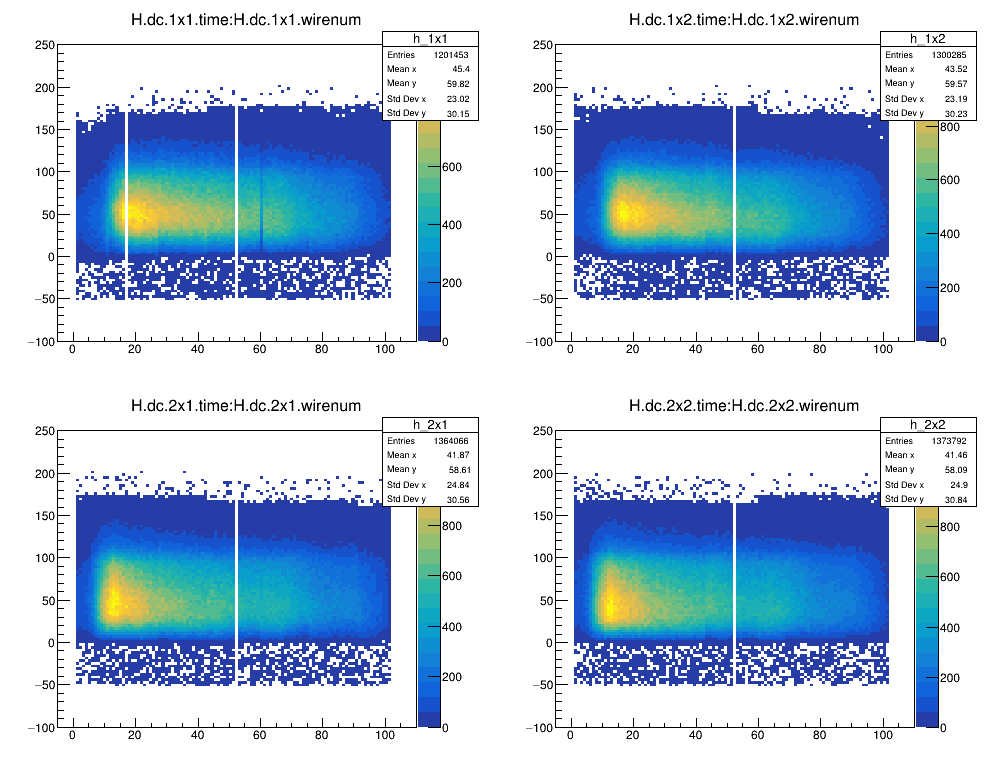 H.dc.1x1.time:H.dc.1x1.wirenum
h_1x1
Entries 1201453
Mean x 45.4
Mean y 59.82
Std Dev x 23.02
Std Dev y 30.15
250
200
150
100
50
0
−50
−100
0 20 40 60 80 100
600
400
200
0
H.dc.1x2.time:H.dc.1x2.wirenum
h_1x2
Entries 1300285
Mean x 43.52
Mean y 59.57
Std Dev x 23.19
Std Dev y 30.23
250
200
150
100
50
0
−50
−100
0 20 40 60 80 100
800
600
400
200
0
H.dc.2x1.time:H.dc.2x1.wirenum
h_2x1
Entries 1364066
Mean x 41.87
Mean y 58.61
Std Dev x 24.84
Std Dev y 30.56
250
200
150
100
50
0
−50
−100
0 20 40 60 80 100
800
600
400
200
0
H.dc.2x2.time:H.dc.2x2.wirenum
h_2x2
Entries 1373792
Mean x 41.46
Mean y 58.09
Std Dev x 24.9
Std Dev y 30.84
250
200
150
100
50
0
−50
−100
0 20 40 60 80 100
800
600
400
200
0